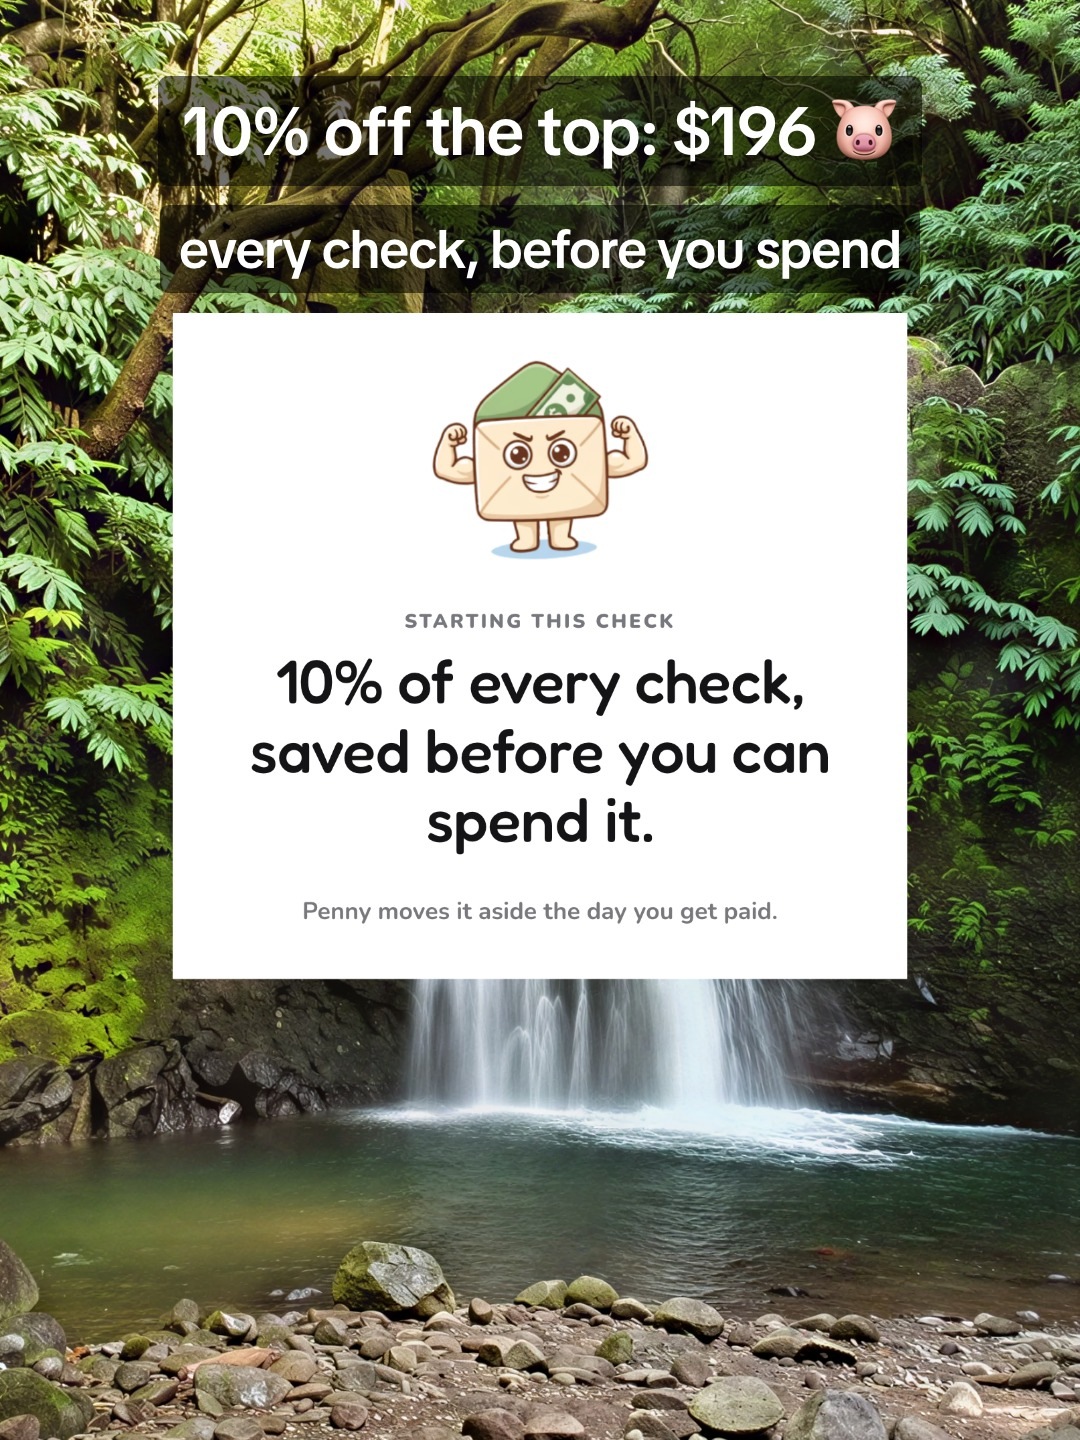 10% off the top: $196 🐷
every check, before you spend
STARTING THIS CHECK
10% of every check,
saved before you can
spend it.
Penny moves it aside the day you get paid.